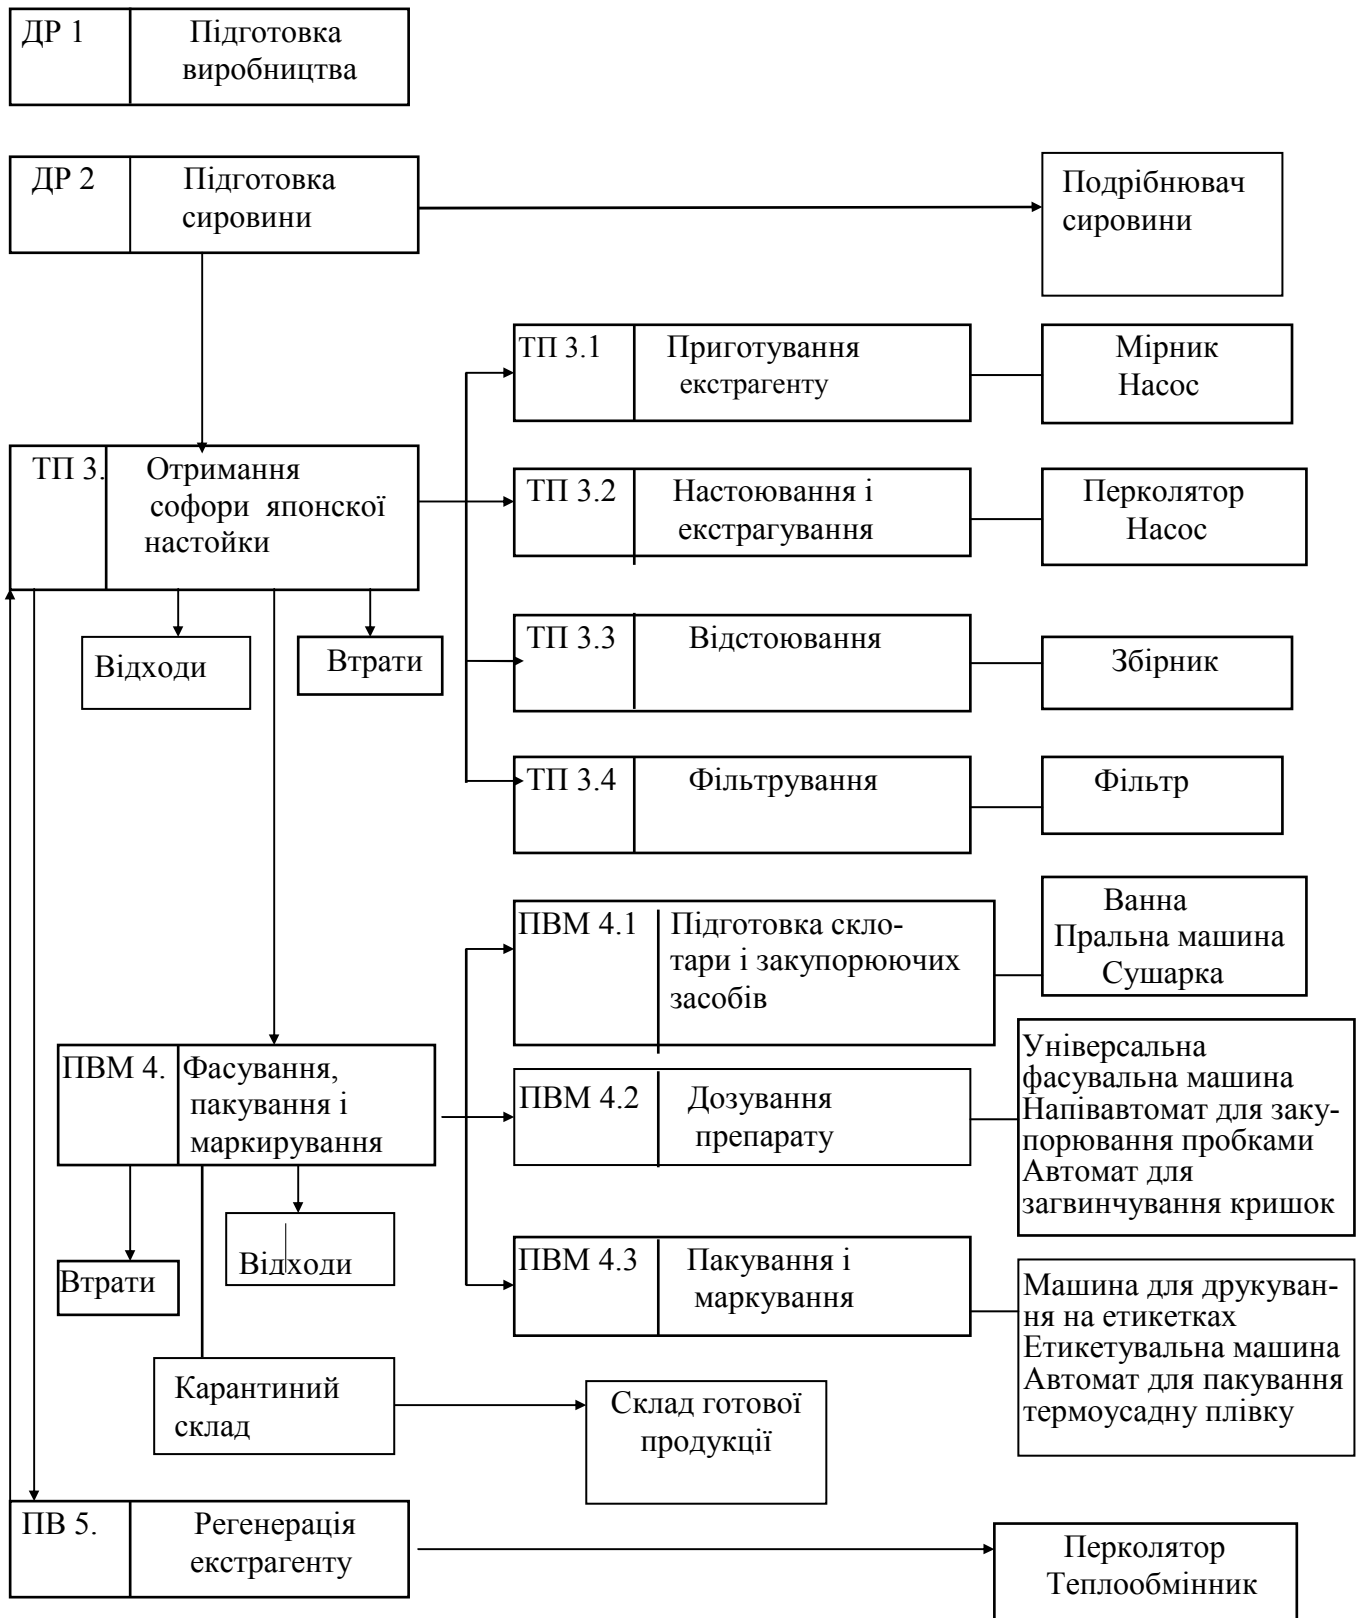 ДР 1
Підготовка
виробництва
ДР 2
Підготовка
сировини
Подрібнювач
сировини
ТП 3.1
Приготування
екстрагенту
Мірник
Насос
ТП 3.
Отримання
софори японскої
настойки
ТП 3.2
Настоювання і
екстрагування
Перколятор
Насос
Відходи
Втрати
ТП 3.3
Відстоювання
Збірник
ТП 3.4
Фільтрування
Фільтр
ПВМ 4.1
Підготовка скло-
тари і закупорюючих
засобів
Ванна
Пральна машина
Сушарка
ПВМ 4.
Фасування,
пакування і
маркирування
ПВМ 4.2
Дозування
препарату
Універсальна
фасувальна машина
Напівавтомат для заку-
порювання пробками
Автомат для
загвинчування кришок
Втрати
Відходи
ПВМ 4.3
Пакування і
маркування
Машина для друкуван-
ня на етикетках
Етикетувальна машина
Автомат для пакування
термоусадну плівку
Карантиний
склад
Склад готової
продукції
ПВ 5.
Регенерація
екстрагенту
Перколятор
Теплообмінник